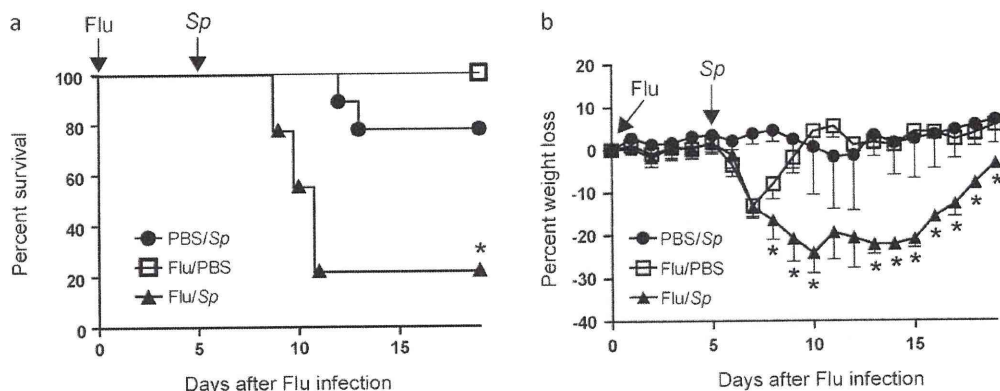 a
Flu
Sp
Percent survival
100
80
60
40
20
0
PBS/Sp
Flu/PBS
Flu/Sp
*
0
5
10
15
Days after Flu infection
b
Flu
Sp
Percent weight loss
20
10
0
-10
-20
-30
-40
PBS/Sp
Flu/PBS
Flu/Sp
* * * * * * * * * *
0
5
10
15
Days after Flu infection